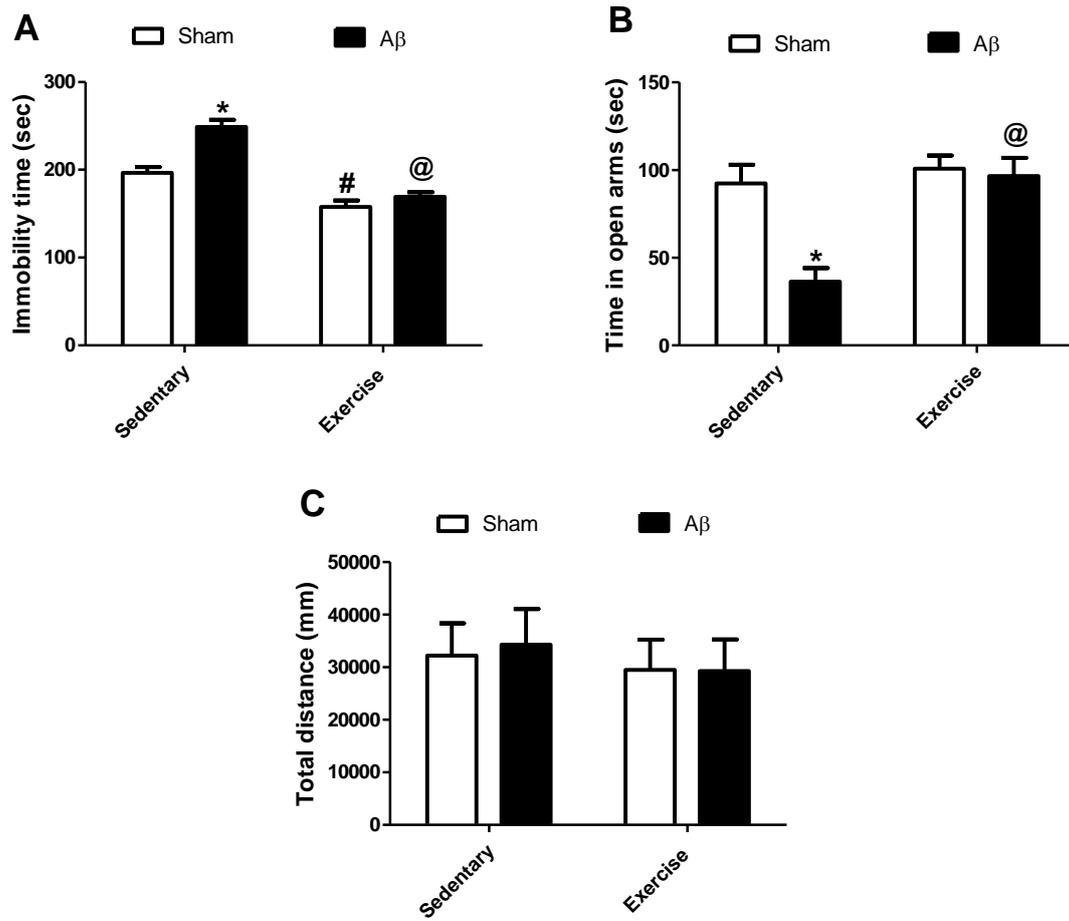 A
Sham
Aβ
Immobility time (sec)
300
200
100
0
*
#
@
Sedentary
Exercise
B
Sham
Aβ
Time in open arms (sec)
150
100
50
0
*
@
Sedentary
Exercise
C
Sham
Aβ
Total distance (mm)
50000
40000
30000
20000
10000
0
Sedentary
Exercise